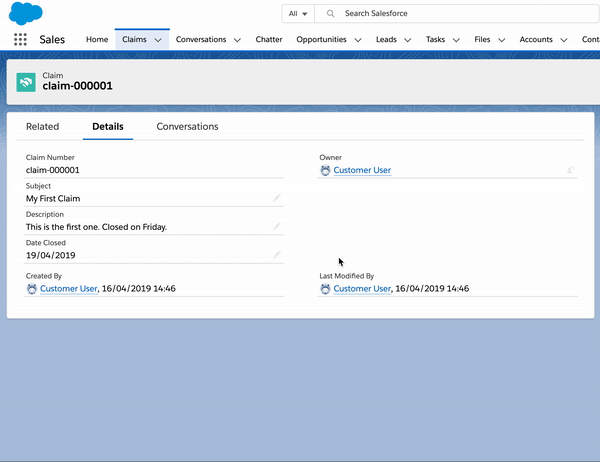 All Search Salesforce
Sales Home Claims Conversations Chatter Opportunities Leads Tasks Files Accounts Cont
Claim
claim-000001
Related Details Conversations
Claim Number Owner
claim-000001 Customer User
Subject
My First Claim
Description
This is the first one. Closed on Friday.
Date Closed
19/04/2019
Created By Last Modified By
Customer User, 16/04/2019 14:46 Customer User, 16/04/2019 14:46